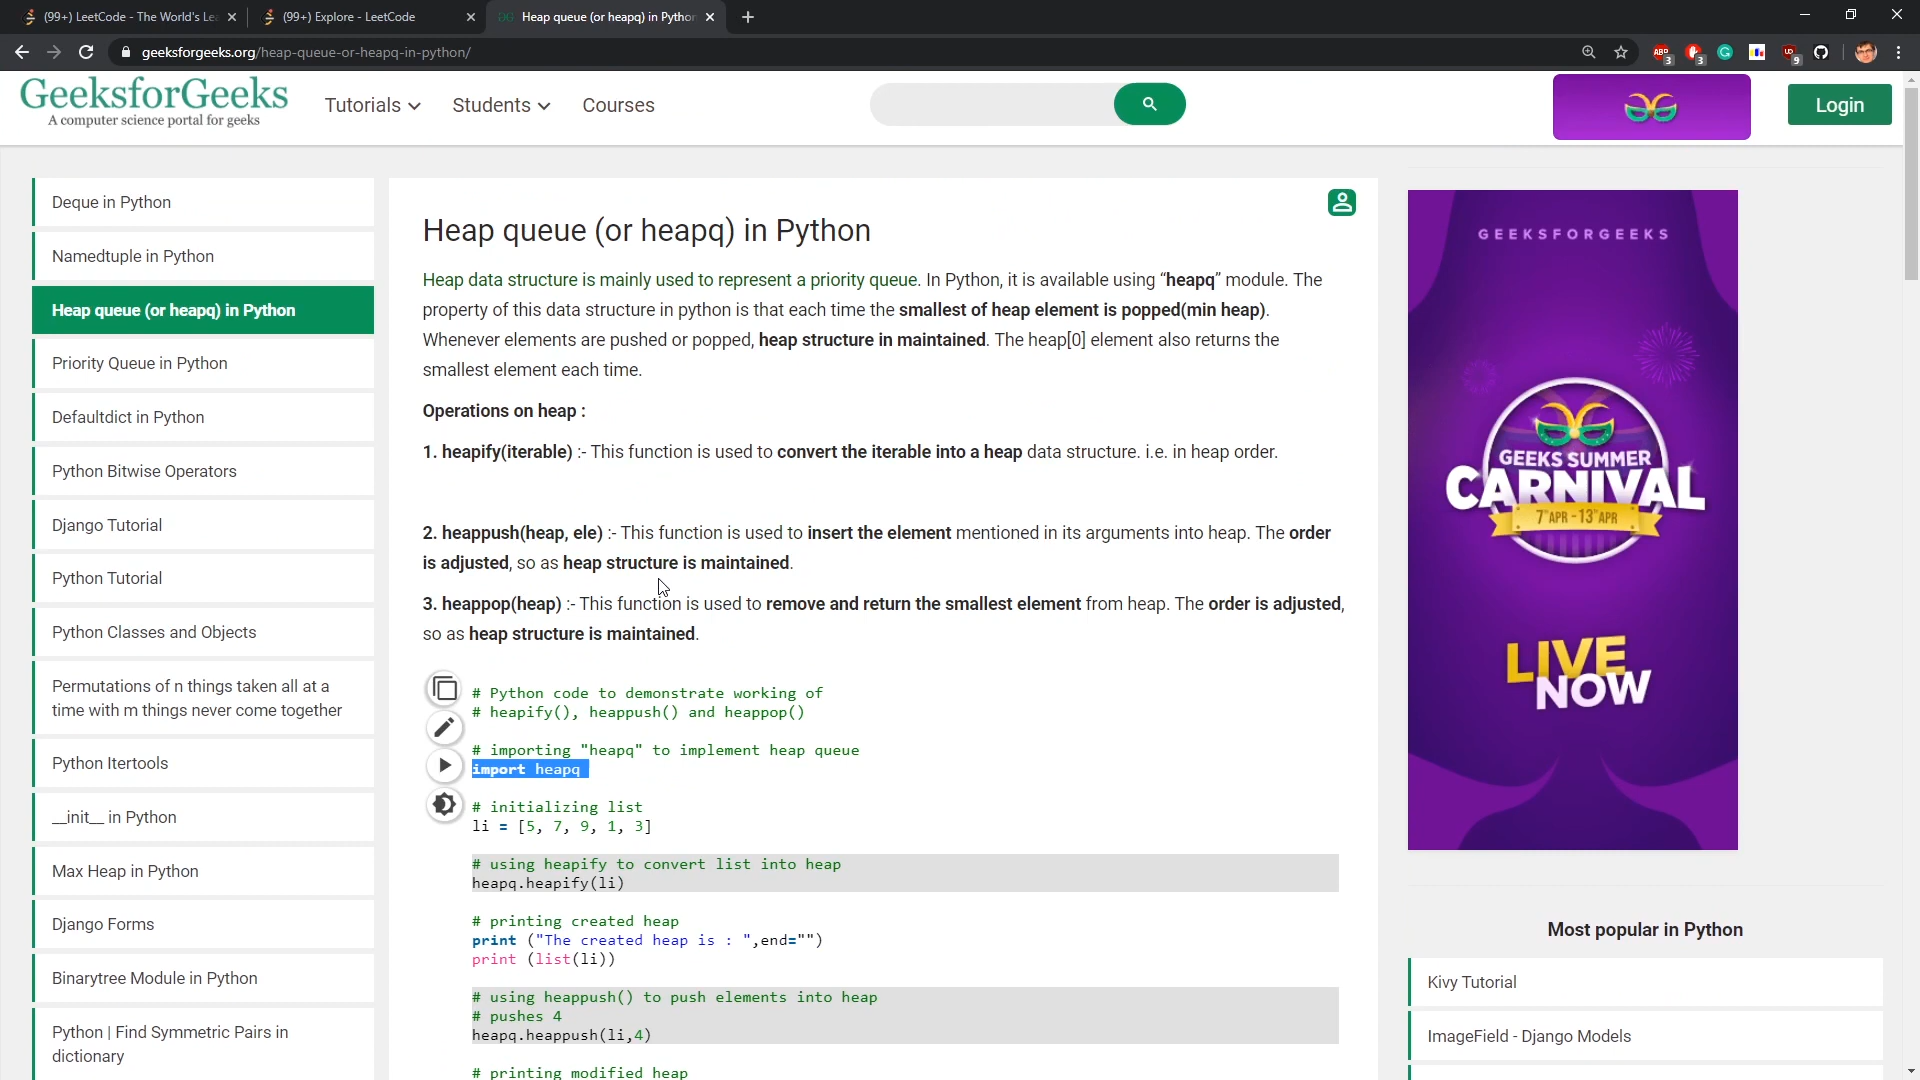 (99+) LeetCode - The World's Le
(99+) Explore - LeetCode
Heap queue (or heapq) in Python
geeksforgeeks.org/heap-queue-or-heapq-in-python/
ABP
3
3
G
UD
9
GeeksforGeeks
A computer science portal for geeks
Tutorials
Students
Courses
Login
Deque in Python
Namedtuple in Python
Heap queue (or heapq) in Python
Priority Queue in Python
Defaultdict in Python
Python Bitwise Operators
Django Tutorial
Python Tutorial
Python Classes and Objects
Permutations of n things taken all at a
time with m things never come together
Python Itertools
__init__ in Python
Max Heap in Python
Django Forms
Binarytree Module in Python
Python | Find Symmetric Pairs in
dictionary
Heap queue (or heapq) in Python
Heap data structure is mainly used to represent a priority queue. In Python, it is available using “heapq” module. The
property of this data structure in python is that each time the smallest of heap element is popped(min heap).
Whenever elements are pushed or popped, heap structure in maintained. The heap[0] element also returns the
smallest element each time.
Operations on heap :
1. heapify(iterable) :- This function is used to convert the iterable into a heap data structure. i.e. in heap order.
2. heappush(heap, ele) :- This function is used to insert the element mentioned in its arguments into heap. The order
is adjusted, so as heap structure is maintained.
3. heappop(heap) :- This function is used to remove and return the smallest element from heap. The order is adjusted,
so as heap structure is maintained.
# Python code to demonstrate working of
# heapify(), heappush() and heappop()
# importing "heapq" to implement heap queue
import heapq
# initializing list
li = [5, 7, 9, 1, 3]
# using heapify to convert list into heap
heapq.heapify(li)
# printing created heap
print ("The created heap is : ",end="")
print (list(li))
# using heappush() to push elements into heap
# pushes 4
heapq.heappush(li,4)
# printing modified heap
GEEKSFORGEEKS
GEEKS SUMMER
CARNIVAL
7TH APR - 13TH APR
LIVE
NOW
Most popular in Python
Kivy Tutorial
ImageField - Django Models